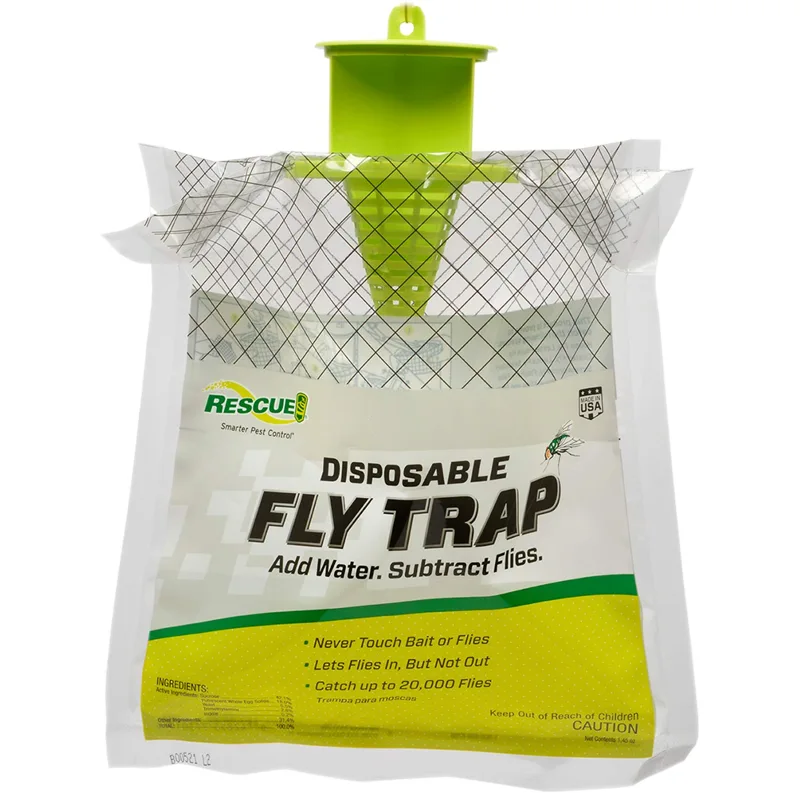 RESCUE!
Smarter Pest Control
MADE IN
USA
DISPOSABLE
FLY TRAP
Add Water. Subtract Flies.
• Never Touch Bait or Flies
• Lets Flies In, But Not Out
• Catch up to 20,000 Flies
Trampa para moscas
INGREDIENTS:
Keep Out of Reach of Children
CAUTION
B00521 L2